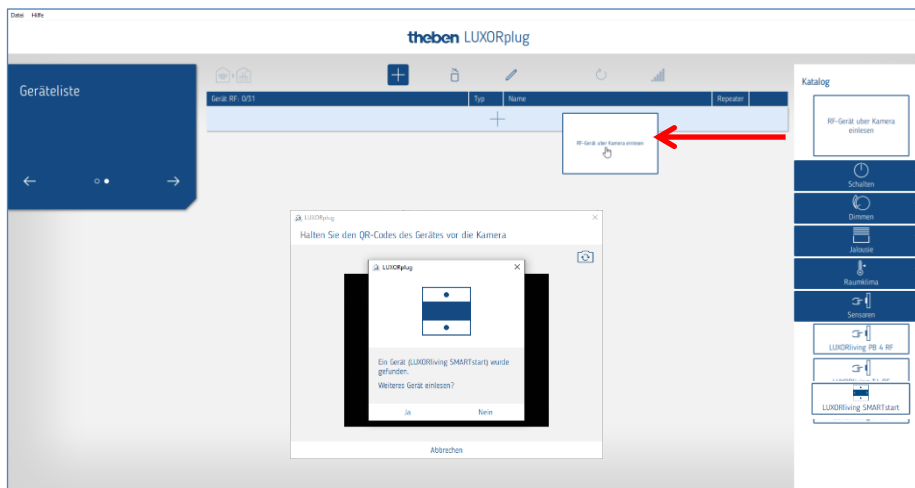 Datei Hilfe
theben LUXORplug
Geräteliste
Gerät RF: 0/31 Typ Name Repeater
RF-Gerät über Kamera einlesen
Katalog
RF-Gerät über Kamera
einlesen
Schalten
Dimmen
Jalousie
Raumklima
Sensoren
LUXORliving PB 4 RF
LUXORliving SMARTstart
LUXORplug
Halten Sie den QR-Codes des Gerätes vor die Kamera
LUXORplug
Ein Gerät (LUXORliving SMARTstart) wurde
gefunden.
Weiteres Gerät einlesen?
Ja Nein
Abbrechen